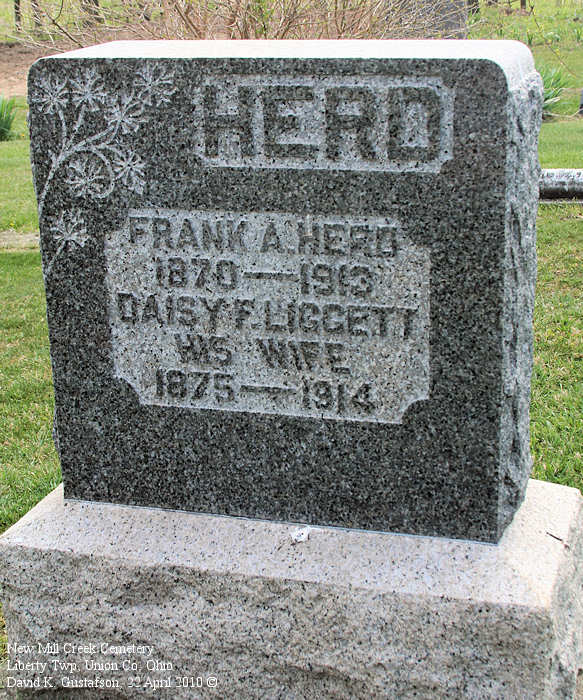 HERD
FRANK A. HERD
1870—1913
DAISY F. LIGGETT
HIS WIFE
1875—1914
New Mill Creek Cemetery
Liberty Twp, Union Co, Ohio
David K. Gustafson, 22 April 2010 ©